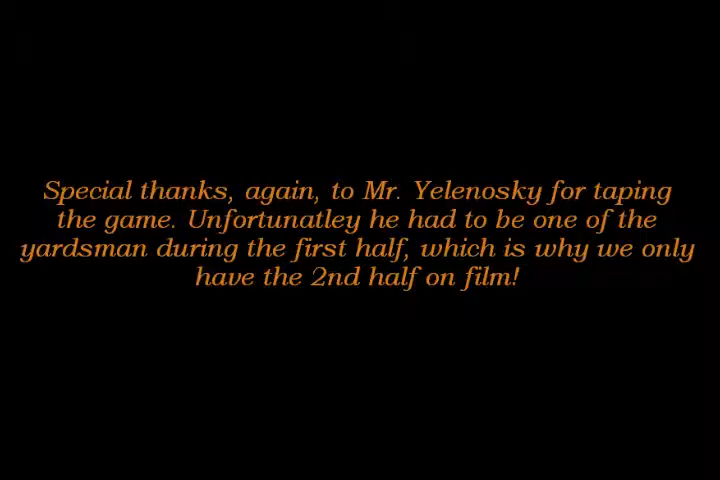 Special thanks, again, to Mr. Yelenosky for taping
the game. Unfortunatley he had to be one of the
yardsman during the first half, which is why we only
have the 2nd half on film!